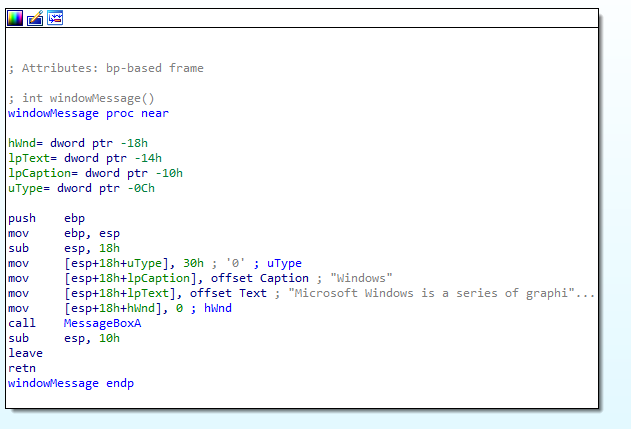 ; Attributes: bp-based frame
; int windowMessage()
windowMessage proc near
hWnd= dword ptr -18h
lpText= dword ptr -14h
lpCaption= dword ptr -10h
uType= dword ptr -0Ch
push    ebp
mov     ebp, esp
sub     esp, 18h
mov     [esp+18h+uType], 30h ; '0' ; uType
mov     [esp+18h+lpCaption], offset Caption ; "Windows"
mov     [esp+18h+lpText], offset Text ; "Microsoft Windows is a series of graphi"...
mov     [esp+18h+hWnd], 0 ; hWnd
call    MessageBoxA
sub     esp, 10h
leave
retn
windowMessage endp